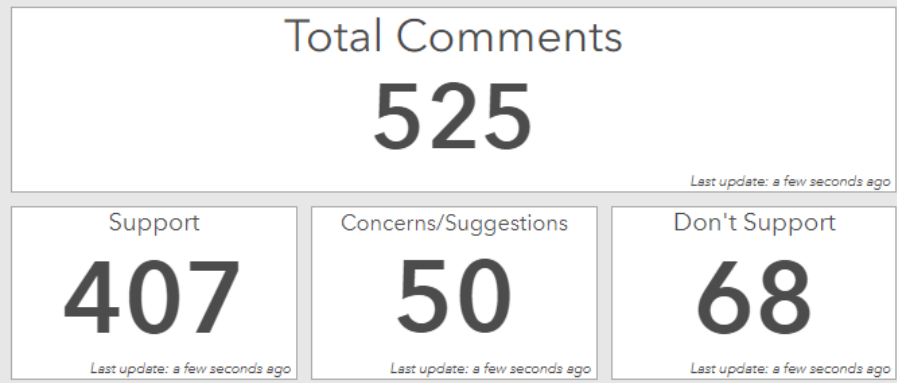 Total Comments
525
Last update: a few seconds ago
Support
407
Last update: a few seconds ago
Concerns/Suggestions
50
Last update: a few seconds ago
Don't Support
68
Last update: a few seconds ago